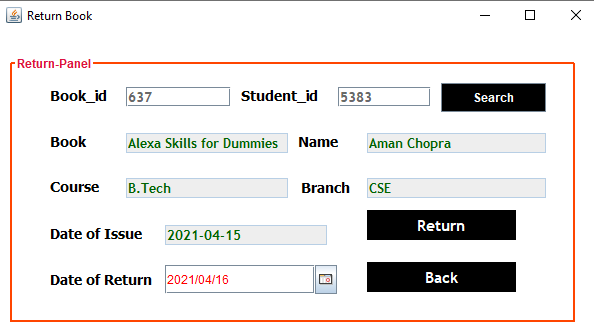 Return Book
Return-Panel
Book_id 637 Student_id 5383 Search
Book Alexa Skills for Dummies Name Aman Chopra
Course B.Tech Branch CSE
Date of Issue 2021-04-15 Return
Date of Return 2021/04/16 Back